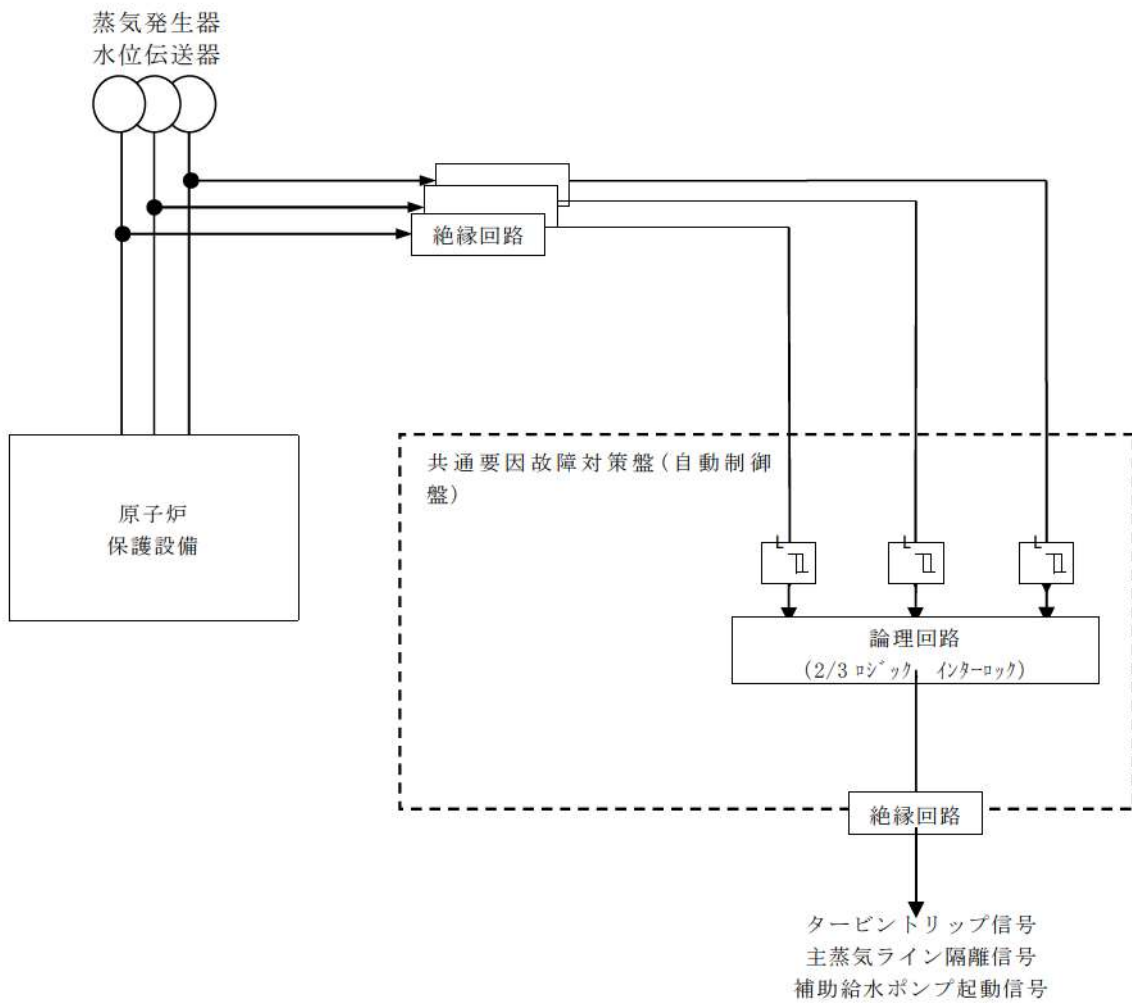 蒸気発生器
水位伝送器
絶縁回路
共通要因故障対策盤(自動制御
盤)
原子炉
保護設備
L
L
L
論理回路
(2/3 ﾛｼﾞｯｸ ｲﾝﾀｰﾛｯｸ)
絶縁回路
タービントリップ信号
主蒸気ライン隔離信号
補助給水ポンプ起動信号